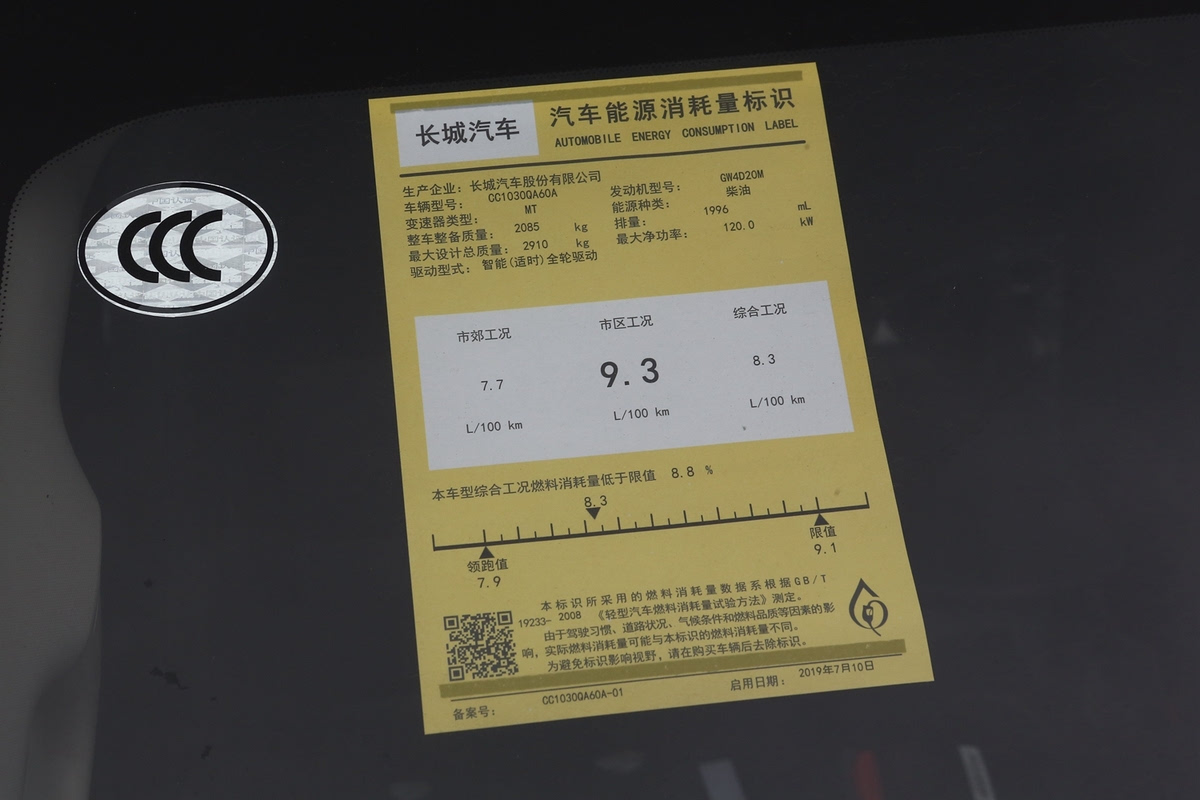 长城汽车
汽车能源消耗量标识
AUTOMOBILE ENERGY CONSUMPTION LABEL
生产企业: 长城汽车股份有限公司
车辆型号: CC1030QA60A
变速器类型: MT
整车整备质量: 2085 kg
最大设计总质量: 2910 kg
驱动型式: 智能(适时)全轮驱动
发动机型号: GW4D20M
能源种类: 柴油
排量: 1996 mL
最大净功率: 120.0 kW
CCC
市郊工况 市区工况 综合工况
7.7 9.3 8.3
L/100 km L/100 km L/100 km
本车型综合工况燃料消耗量低于限值 8.8 %
8.3
领跑值 限值
7.9 9.1
本标识所采用的燃料消耗量数据系根据GB/T
19233- 2008 《轻型汽车燃料消耗量试验方法》测定。
由于驾驶习惯、道路状况、气候条件和燃料品质等因素的影
响, 实际燃料消耗量可能与本标识的燃料消耗量不同。
为避免标识影响视野, 请在购买车辆后去除标识。
备案号: CC1030QA60A-01 启用日期: 2019年7月10日